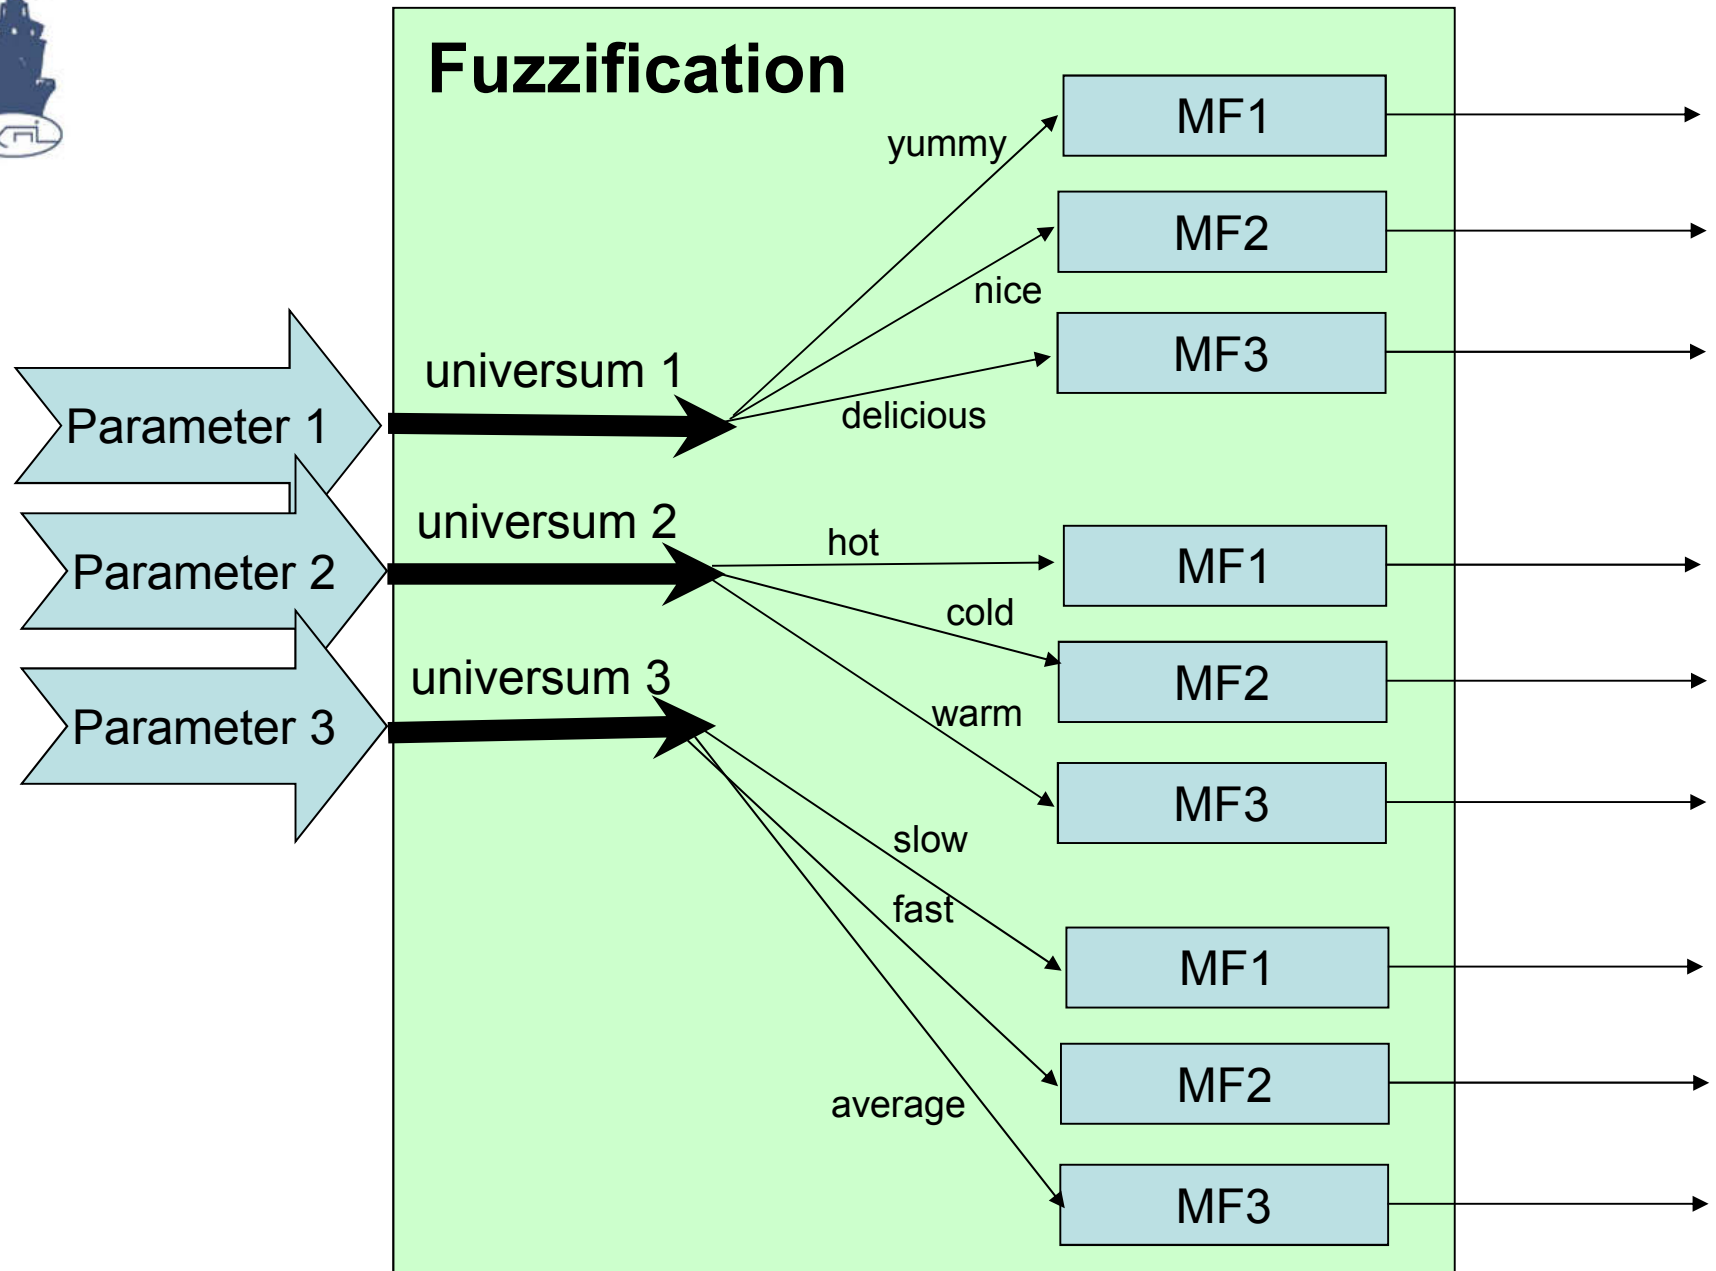 Fuzzification
yummy
MF1
MF2
nice
MF3
universum 1
delicious
Parameter 1
universum 2
hot
MF1
Parameter 2
cold
MF2
universum 3
warm
Parameter 3
MF3
slow
fast
MF1
MF2
average
MF3